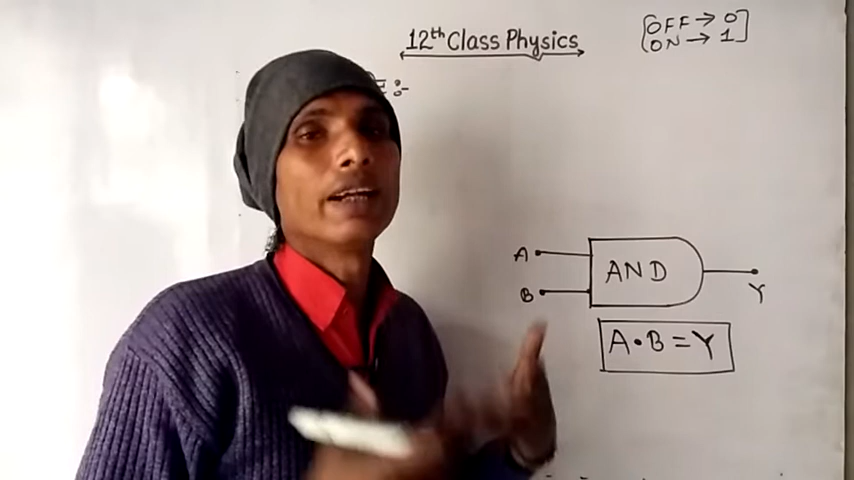 12th Class Physics
OFF → 0
ON → 1
A
AND
B
Y
A·B = Y